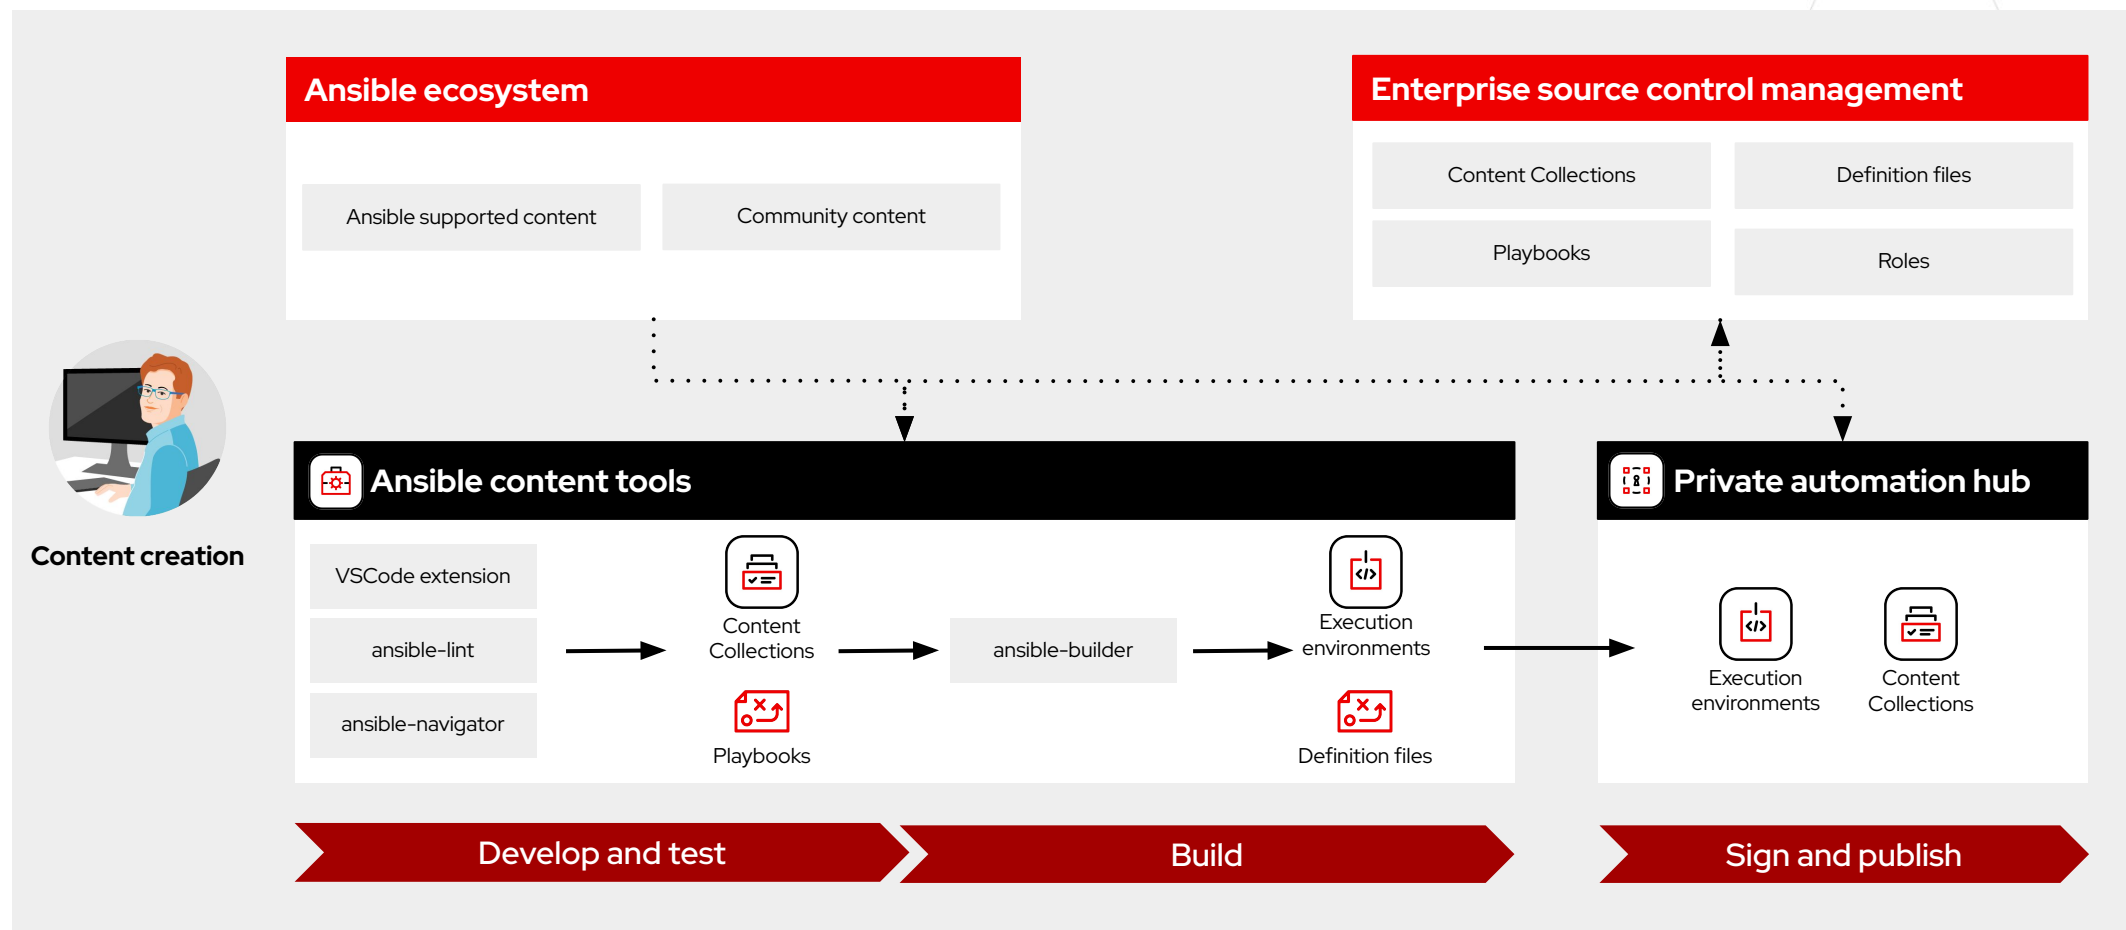 Ansible ecosystem
Ansible supported content
Community content
Enterprise source control management
Content Collections
Definition files
Playbooks
Roles
Content creation
Ansible content tools
VSCode extension
ansible-lint
ansible-navigator
Content
Collections
Playbooks
ansible-builder
Execution
environments
Definition files
Private automation hub
Execution
environments
Content
Collections
Develop and test
Build
Sign and publish